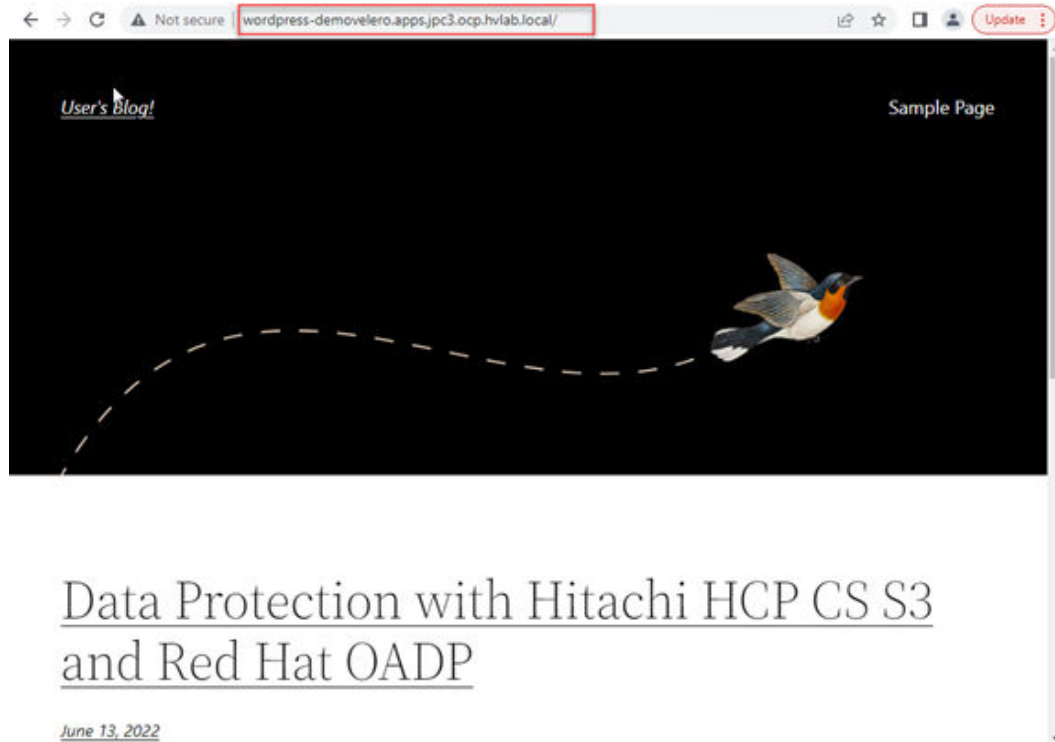 Not secure | wordpress-demovelero.apps.jpc3.ocp.hvlab.local/
Update
User's Blog!
Sample Page
Data Protection with Hitachi HCP CS S3
and Red Hat OADP
June 13, 2022